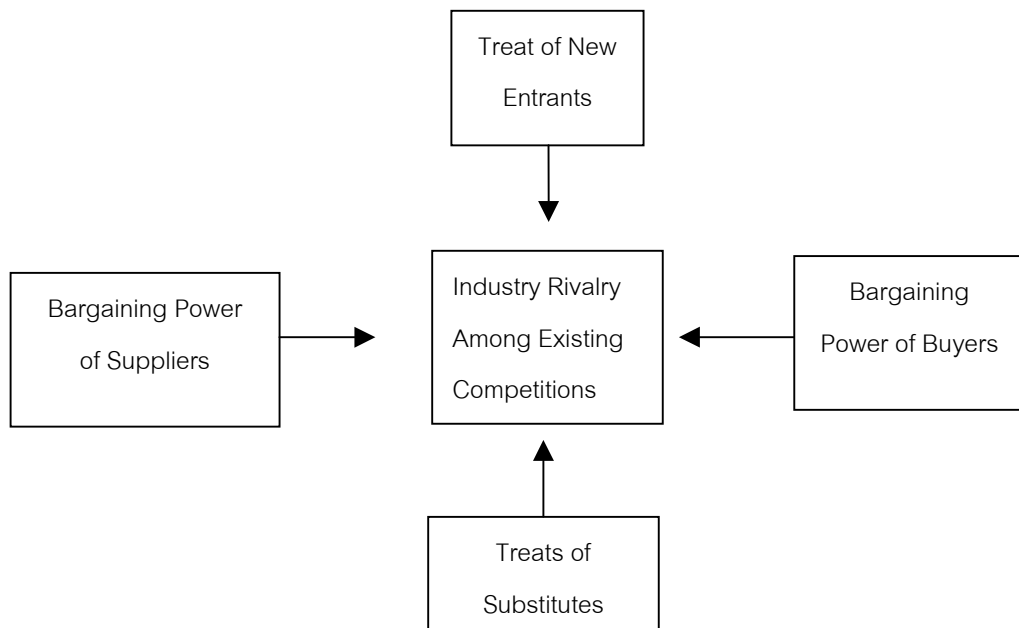 Treat of New
Entrants
Bargaining Power
of Suppliers
Industry Rivalry
Among Existing
Competitions
Bargaining
Power of Buyers
Treats of
Substitutes